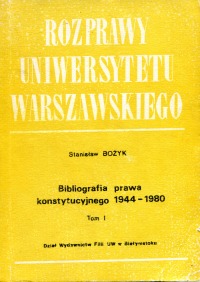 ROZPRAWY
UNIWERSYTETU
WARSZAWSKIEGO
Stanisław BOŻYK
Bibliografia prawa
konstytucyjnego 1944-1980
Tom I
Dział Wydawnictw Filii UW w Białymstoku